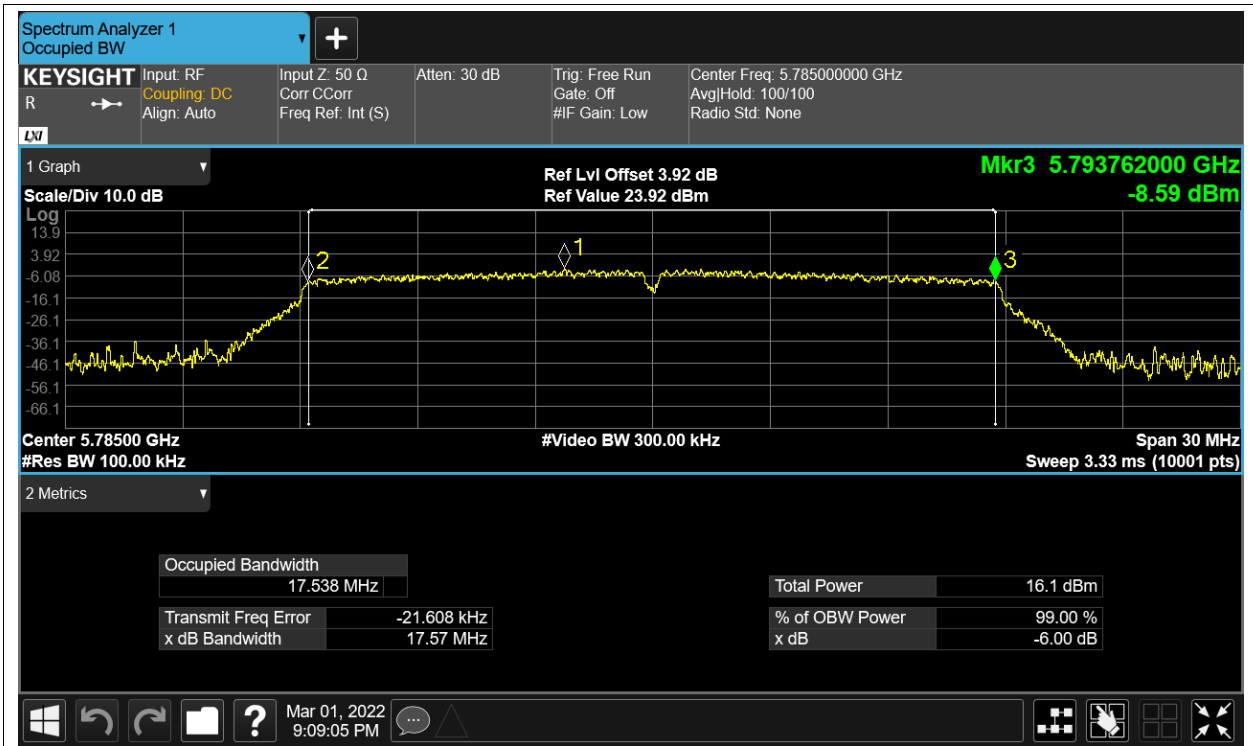 Spectrum Analyzer 1
Occupied BW
KEYSIGHT
R
LXI
Input: RF
Coupling: DC
Align: Auto
Input Z: 50 Ω
Corr CCorr
Freq Ref: Int (S)
Atten: 30 dB
Trig: Free Run
Gate: Off
#IF Gain: Low
Center Freq: 5.785000000 GHz
Avg|Hold: 100/100
Radio Std: None
1 Graph
Scale/Div 10.0 dB
Ref Lvl Offset 3.92 dB
Ref Value 23.92 dBm
Mkr3 5.793762000 GHz
-8.59 dBm
Log
13.9
3.92
-6.08
-16.1
-26.1
-36.1
-46.1
-56.1
-66.1
2
1
3
Center 5.78500 GHz
#Video BW 300.00 kHz
Span 30 MHz
#Res BW 100.00 kHz
Sweep 3.33 ms (10001 pts)
2 Metrics
Occupied Bandwidth
17.538 MHz
Total Power 16.1 dBm
Transmit Freq Error -21.608 kHz
% of OBW Power 99.00 %
x dB Bandwidth 17.57 MHz
x dB -6.00 dB
?
Mar 01, 2022
9:09:05 PM